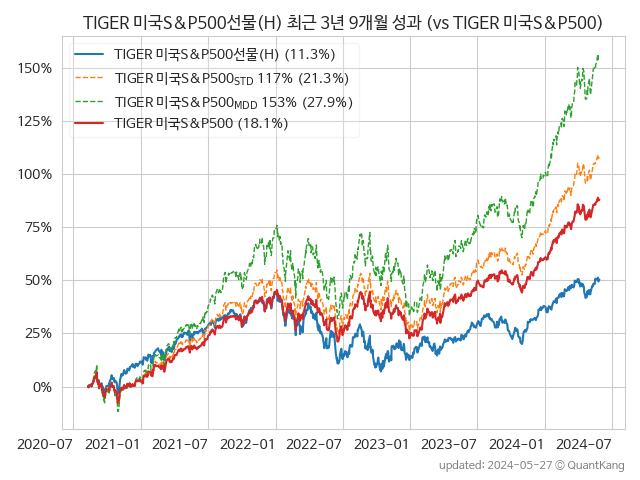 TIGER 미국S&P500선물(H) 최근 3년 9개월 성과 (vs TIGER 미국S&P500)
TIGER 미국S&P500선물(H) (11.3%)
TIGER 미국S&P500STD 117% (21.3%)
TIGER 미국S&P500MDD 153% (27.9%)
TIGER 미국S&P500 (18.1%)
150%
125%
100%
75%
50%
25%
0%
2020-07 2021-01 2021-07 2022-01 2022-07 2023-01 2023-07 2024-01 2024-07
updated: 2024-05-27 © QuantKang